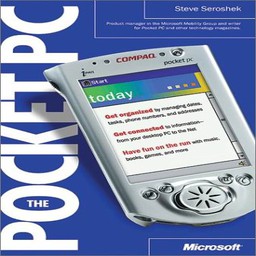 Steve Seroshek
Product manager in the Microsoft Mobility Group and writer
for Pocket PC and other technology magazines.
THE
POCKET PC
iPAQ
COMPAQ
pocket pc
Start
today
Get organized by managing dates,
tasks, phone numbers, and addresses
Get connected to information—
from your desktop PC to the Net
Have fun on the run with music,
books, games, and more
Microsoft